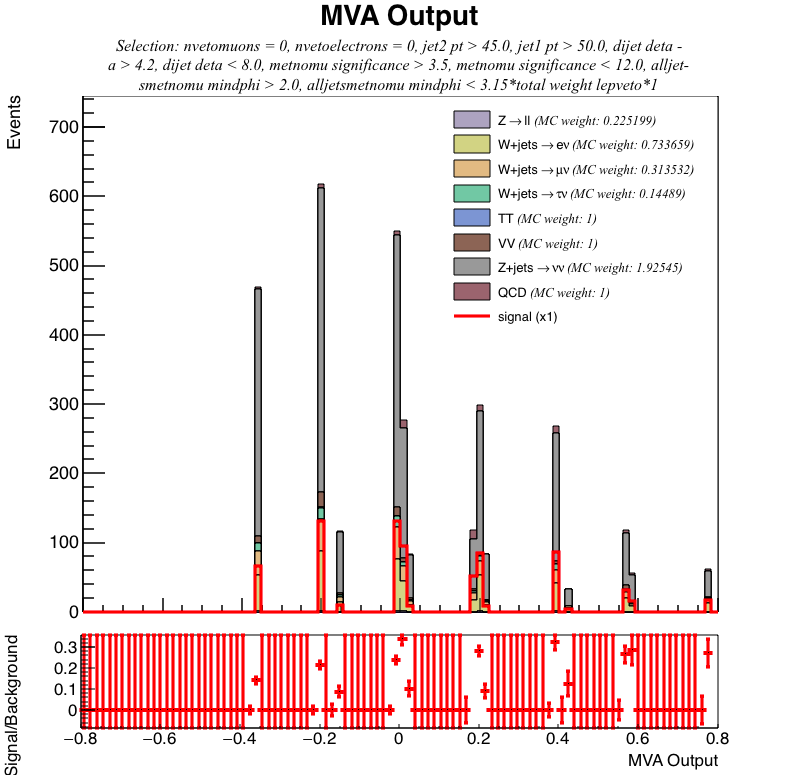 MVA Output
Selection: nvetomuons = 0, nvetoelectrons = 0, jet2 pt > 45.0, jet1 pt > 50.0, dijet deta -
a > 4.2, dijet deta < 8.0, metnomu significance > 3.5, metnomu significance < 12.0, alljet-
smetnomu mindphi > 2.0, alljetsmetnomu mindphi < 3.15*total weight lepveto*1
Events
700
600
500
400
300
200
100
0
Z→ll (MC weight: 0.225199)
W+jets→eν (MC weight: 0.733659)
W+jets→μν (MC weight: 0.313532)
W+jets→τν (MC weight: 0.14489)
TT (MC weight: 1)
VV (MC weight: 1)
Z+jets→νν (MC weight: 1.92545)
QCD (MC weight: 1)
signal (x1)
Signal/Background
0.3
0.2
0.1
0
−0.8 −0.6 −0.4 −0.2 0 0.2 0.4 0.6 0.8
MVA Output